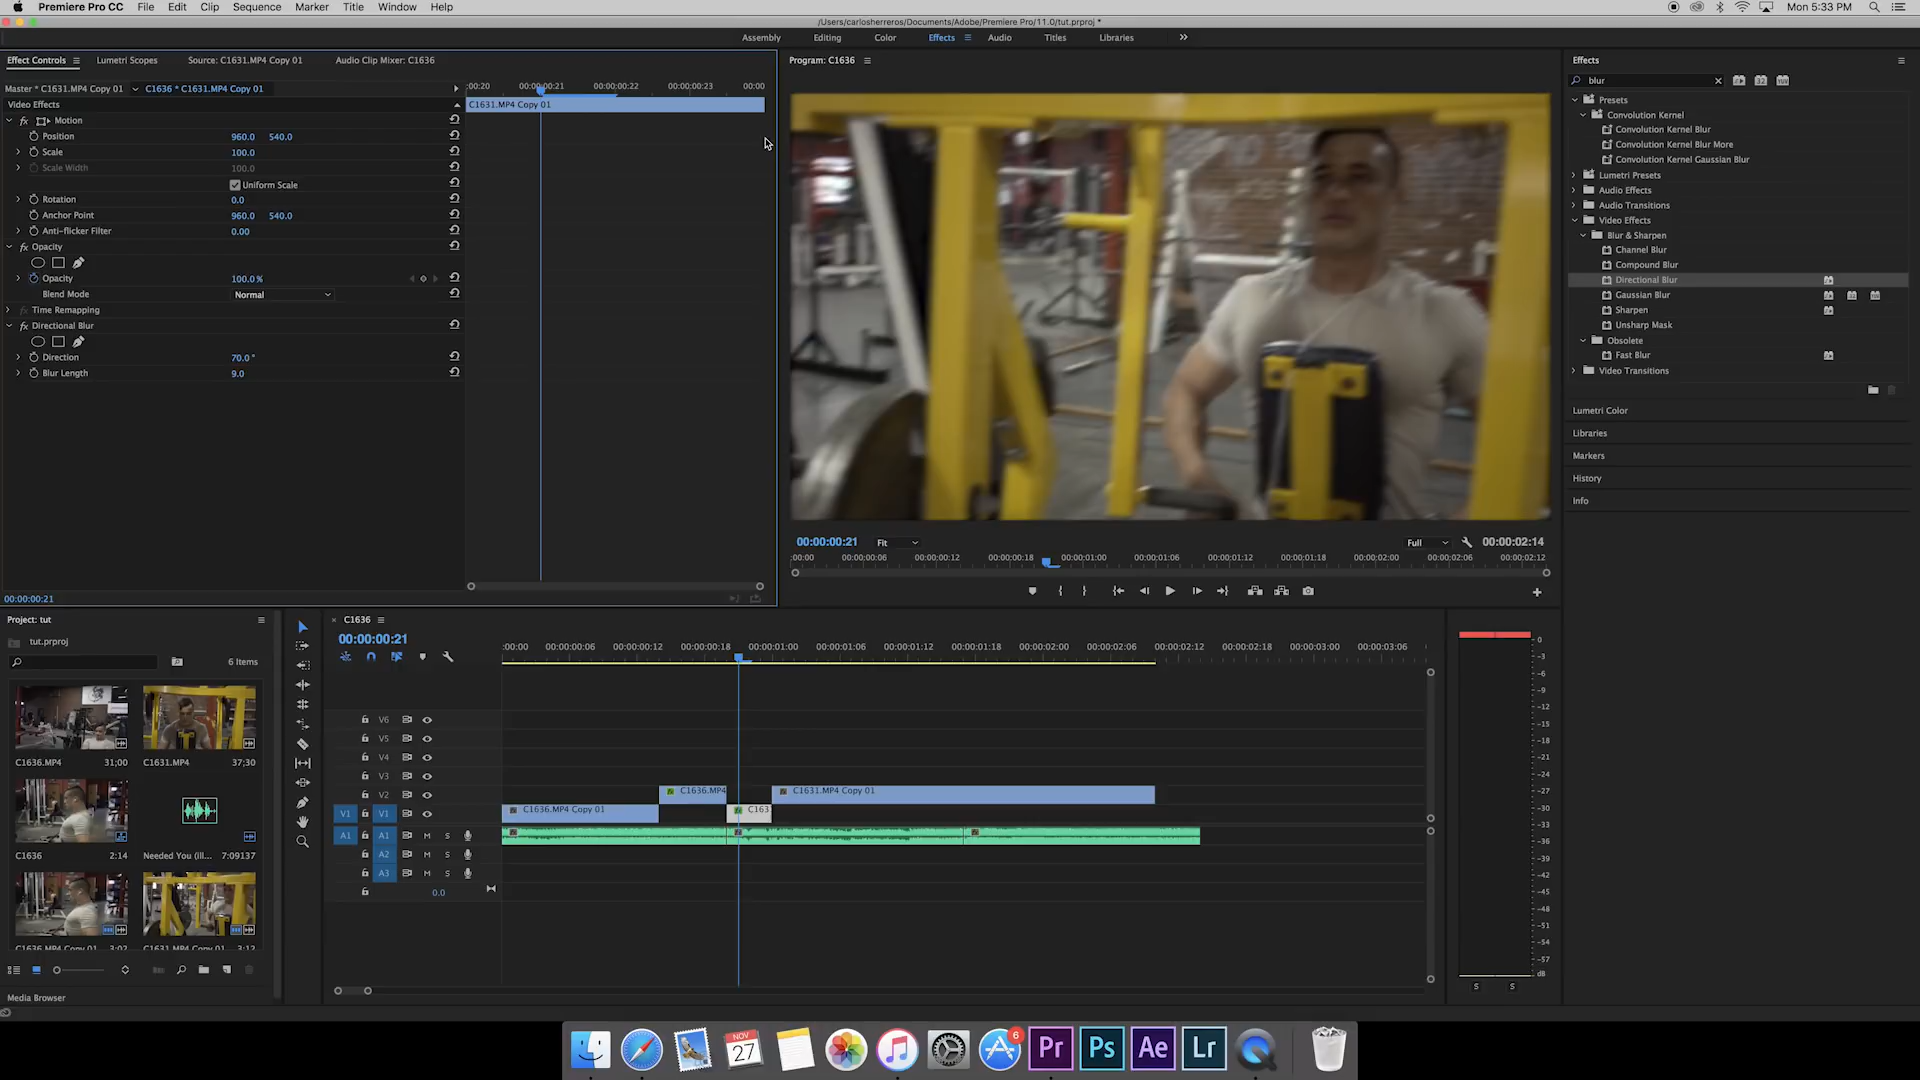 Premiere Pro CC File Edit Clip Sequence Marker Title Window Help Mon 5:33 PM
/Users/carlosherreros/Documents/Adobe/Premiere Pro/11.0/tut.prproj *
Assembly Editing Color Effects Audio Titles Libraries
Effect Controls Lumetri Scopes Source: C1631.MP4 Copy 01 Audio Clip Mixer: C1636
Master * C1631.MP4 Copy 01 C1636 * C1631.MP4 Copy 01
:00:20 00:00:00:21 00:00:00:22 00:00:00:23 00:00
Video Effects
C1631.MP4 Copy 01
fx Motion
Position 960.0 540.0
Scale 100.0
Scale Width 100.0
Uniform Scale
Rotation 0.0
Anchor Point 960.0 540.0
Anti-flicker Filter 0.00
fx Opacity
Opacity 100.0 %
Blend Mode Normal
fx Time Remapping
fx Directional Blur
Direction 70.0 °
Blur Length 9.0
00:00:00:21
Program: C1636
00:00:00:21 Fit Full 00:00:02:14
:00:00 00:00:00:06 00:00:00:12 00:00:00:18 00:00:01:00 00:00:01:06 00:00:01:12 00:00:01:18 00:00:02:00 00:00:02:06 00:00:02:12
Effects
blur
Presets
Convolution Kernel
Convolution Kernel Blur
Convolution Kernel Blur More
Convolution Kernel Gaussian Blur
Lumetri Presets
Audio Effects
Audio Transitions
Video Effects
Blur & Sharpen
Channel Blur
Compound Blur
Directional Blur
Gaussian Blur
Sharpen
Unsharp Mask
Obsolete
Fast Blur
Video Transitions
Lumetri Color
Libraries
Markers
History
Info
Project: tut
tut.prproj
6 Items
C1636.MP4 31;00 C1631.MP4 37;30
C1636 2:14 Needed You (ill... 7:09137
C1636.MP4 Copy 01 3:02 C1631.MP4 Copy 01 3:12
Media Browser
× C1636
00:00:00:21
:00:00 00:00:00:06 00:00:00:12 00:00:00:18 00:00:01:00 00:00:01:06 00:00:01:12 00:00:01:18 00:00:02:00 00:00:02:06 00:00:02:12 00:00:02:18 00:00:03:00 00:00:03:06
V6
V5
V4
V3
V2 C1636.MP4 C1631.MP4 Copy 01
V1 V1 C1636.MP4 Copy 01 C163
A1 A1 M S
A2 M S
A3 M S
0.0
0
-3
-6
-9
-12
-15
-18
-21
-24
-27
-30
-33
-36
-39
-42
-45
-48
-51
-54
-57
dB
S S
NOV
27
6
Pr Ps Ae Lr